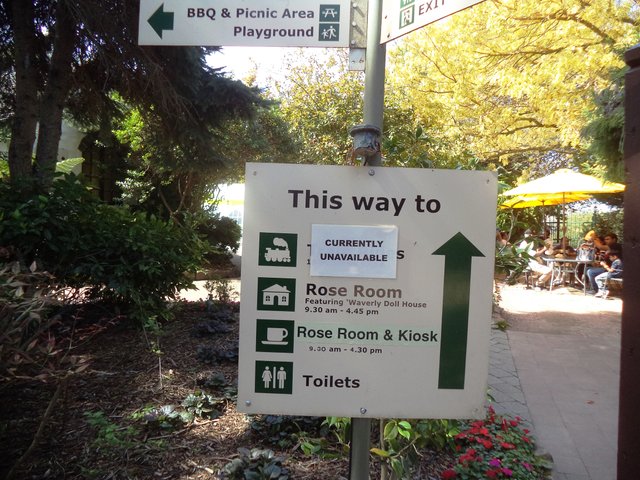 BBQ & Picnic Area
Playground
EXIT
This way to
CURRENTLY
UNAVAILABLE
Rose Room
Featuring 'Waverly Doll House
9.30 am - 4.45 pm
Rose Room & Kiosk
9.30 am - 4.30 pm
Toilets